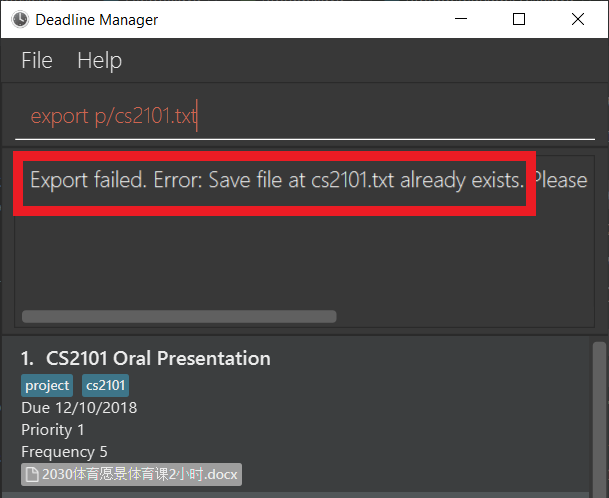 Deadline Manager
File Help
export p/cs2101.txt
Export failed. Error: Save file at cs2101.txt already exists. Please
1. CS2101 Oral Presentation
project cs2101
Due 12/10/2018
Priority 1
Frequency 5
2030体育愿景体育课2小时.docx